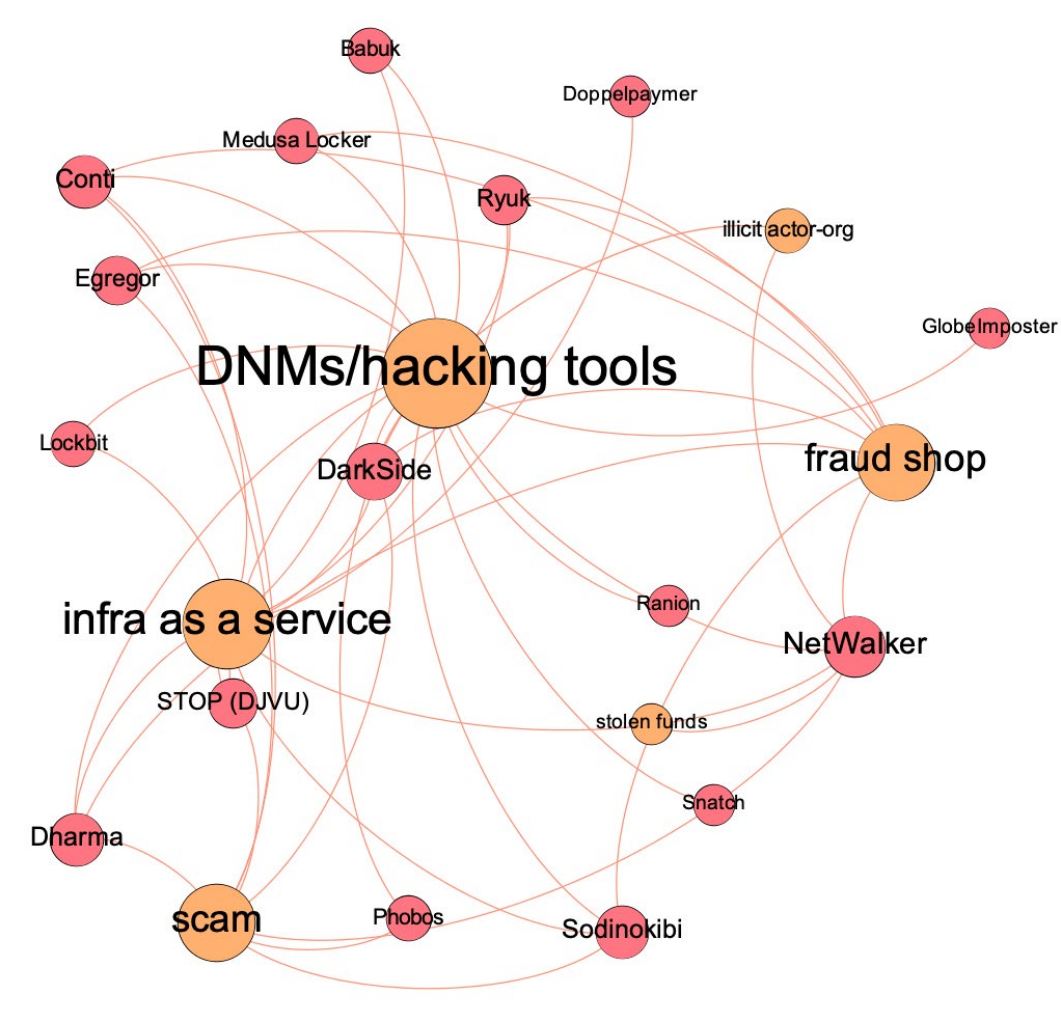 Babuk
Doppelpaymer
Medusa Locker
Conti
Ryuk
illicit actor-org
Egregor
GlobeImposter
DNMs/hacking tools
Lockbit
DarkSide
fraud shop
Ranion
infra as a service
NetWalker
STOP (DJVU)
stolen funds
Snatch
Dharma
scam
Phobos
Sodinokibi